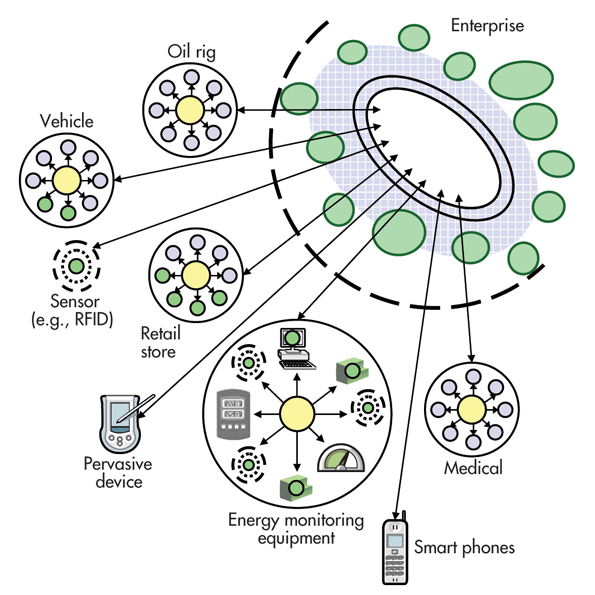 Enterprise
Oil rig
Vehicle
Sensor
(e.g., RFID)
Retail
store
Pervasive
device
Energy monitoring
equipment
Medical
Smart phones